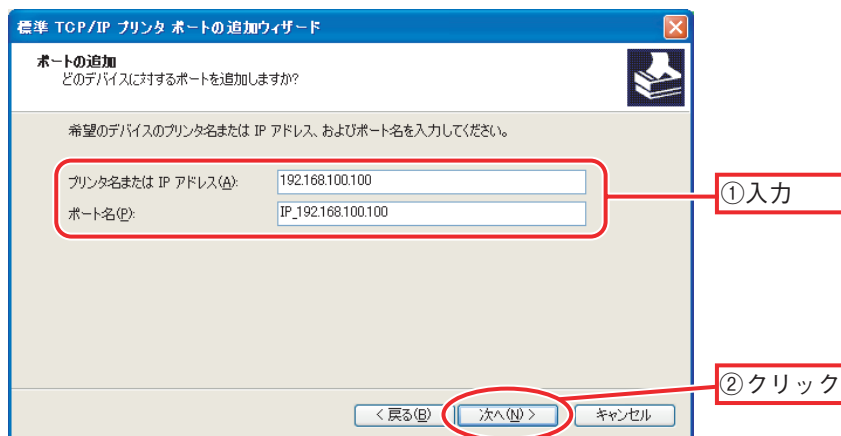 標準 TCP/IP プリンタ ポートの追加ウィザード
ポートの追加
どのデバイスに対するポートを追加しますか?
希望のデバイスのプリンタ名または IP アドレス、およびポート名を入力してください。
プリンタ名または IP アドレス(A): 192.168.100.100
ポート名(P): IP_192.168.100.100
①入力
②クリック
< 戻る(B) 次へ(N) > キャンセル